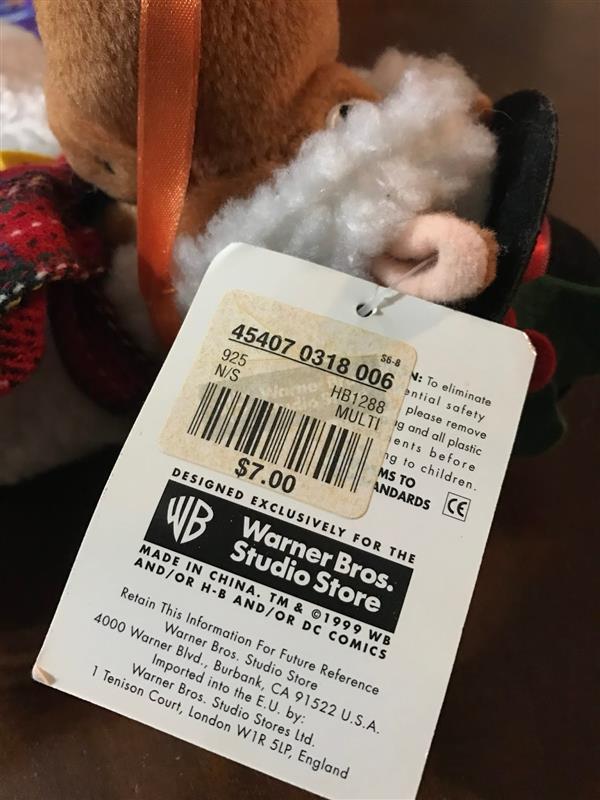 45407 0318 006
S6-8
925
N/S
HB1288
MULTI
$7.00
N: To eliminate
ential safety
please remove
g and all plastic
ents before
ng to children.
MS TO
ANDARDS CE
DESIGNED EXCLUSIVELY FOR THE
WB Warner Bros.
Studio Store
MADE IN CHINA. TM & ©1999 WB
AND/OR H-B AND/OR DC COMICS
Retain This Information For Future Reference
Warner Bros. Studio Store
4000 Warner Blvd., Burbank, CA 91522 U.S.A.
Imported into the E.U. by:
Warner Bros. Studio Stores Ltd.
1 Tenison Court, London W1R 5LP, England